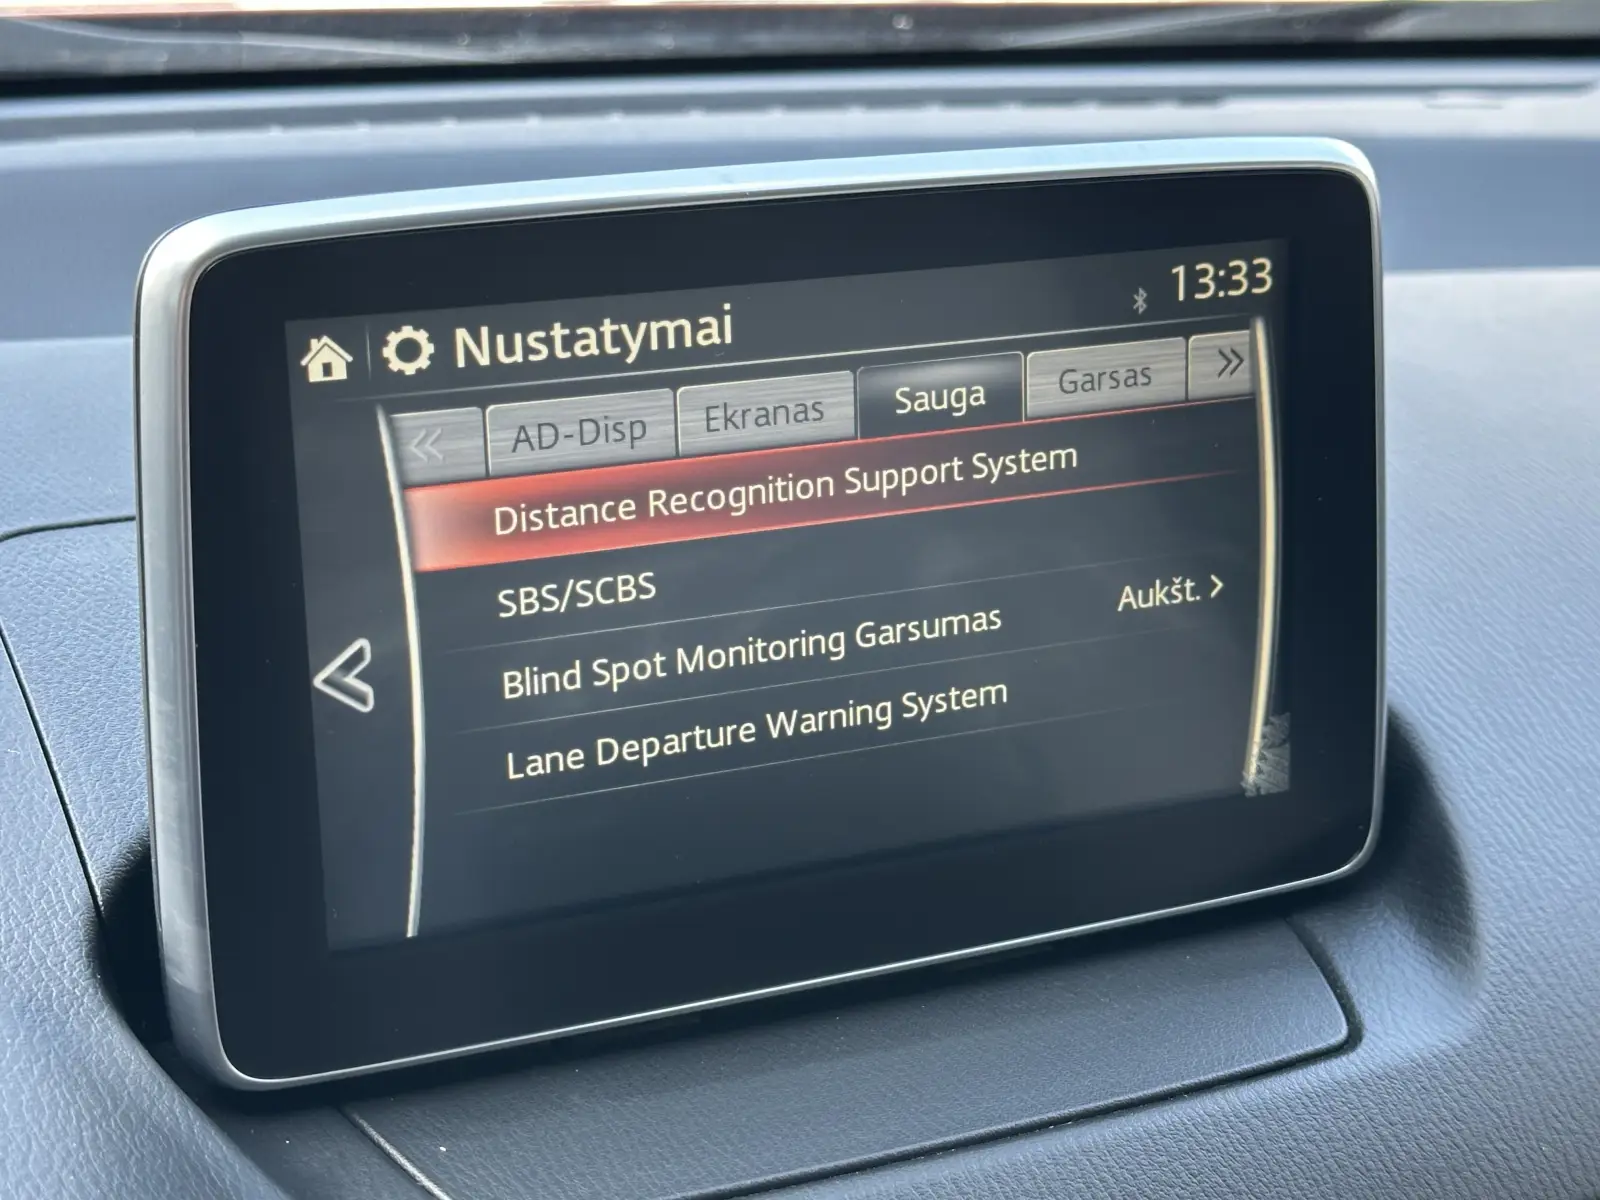 Nustatymai
13:33
AD-Disp
Ekranas
Sauga
Garsas
Distance Recognition Support System
SBS/SCBS
Blind Spot Monitoring Garsumas Aukšt.
Lane Departure Warning System